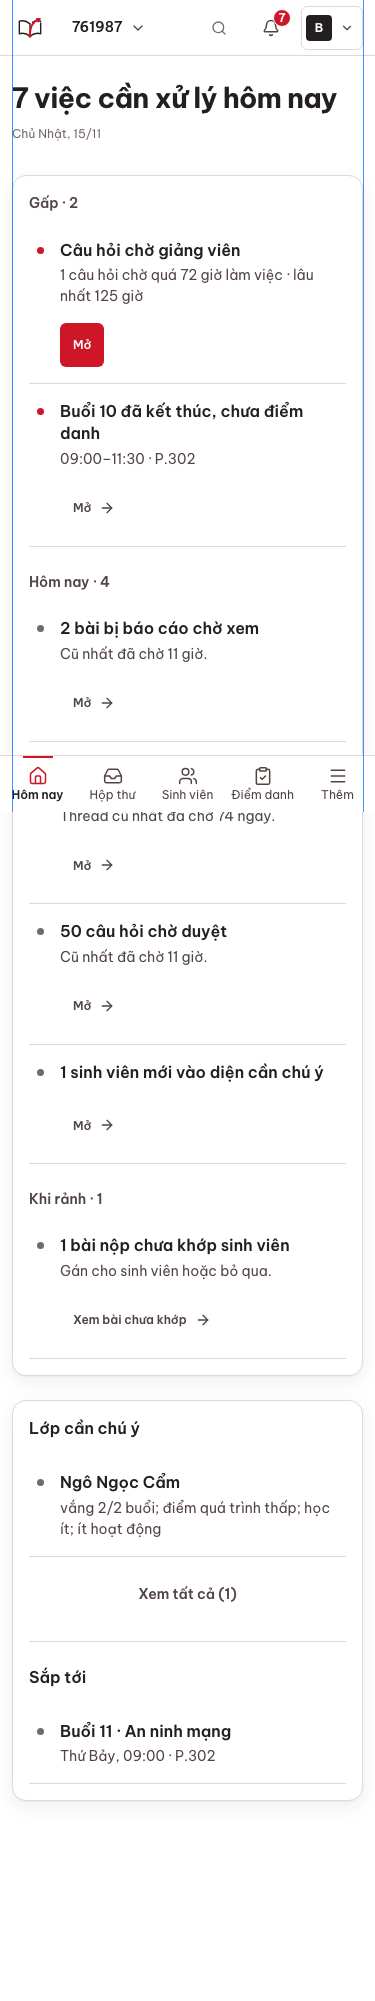 761987
7
B
7 việc cần xử lý hôm nay
Chủ Nhật, 15/11
Gấp · 2
Câu hỏi chờ giảng viên
1 câu hỏi chờ quá 72 giờ làm việc · lâu
nhất 125 giờ
Mở
Buổi 10 đã kết thúc, chưa điểm
danh
09:00–11:30 · P.302
Mở
Hôm nay · 4
2 bài bị báo cáo chờ xem
Cũ nhất đã chờ 11 giờ.
Mở
Hôm nay
Hộp thư
Sinh viên
Điểm danh
Thêm
Thread cũ nhất đã chờ 74 ngày.
Mở
50 câu hỏi chờ duyệt
Cũ nhất đã chờ 11 giờ.
Mở
1 sinh viên mới vào diện cần chú ý
Mở
Khi rảnh · 1
1 bài nộp chưa khớp sinh viên
Gán cho sinh viên hoặc bỏ qua.
Xem bài chưa khớp
Lớp cần chú ý
Ngô Ngọc Cẩm
vắng 2/2 buổi; điểm quá trình thấp; học
ít; ít hoạt động
Xem tất cả (1)
Sắp tới
Buổi 11 · An ninh mạng
Thứ Bảy, 09:00 · P.302